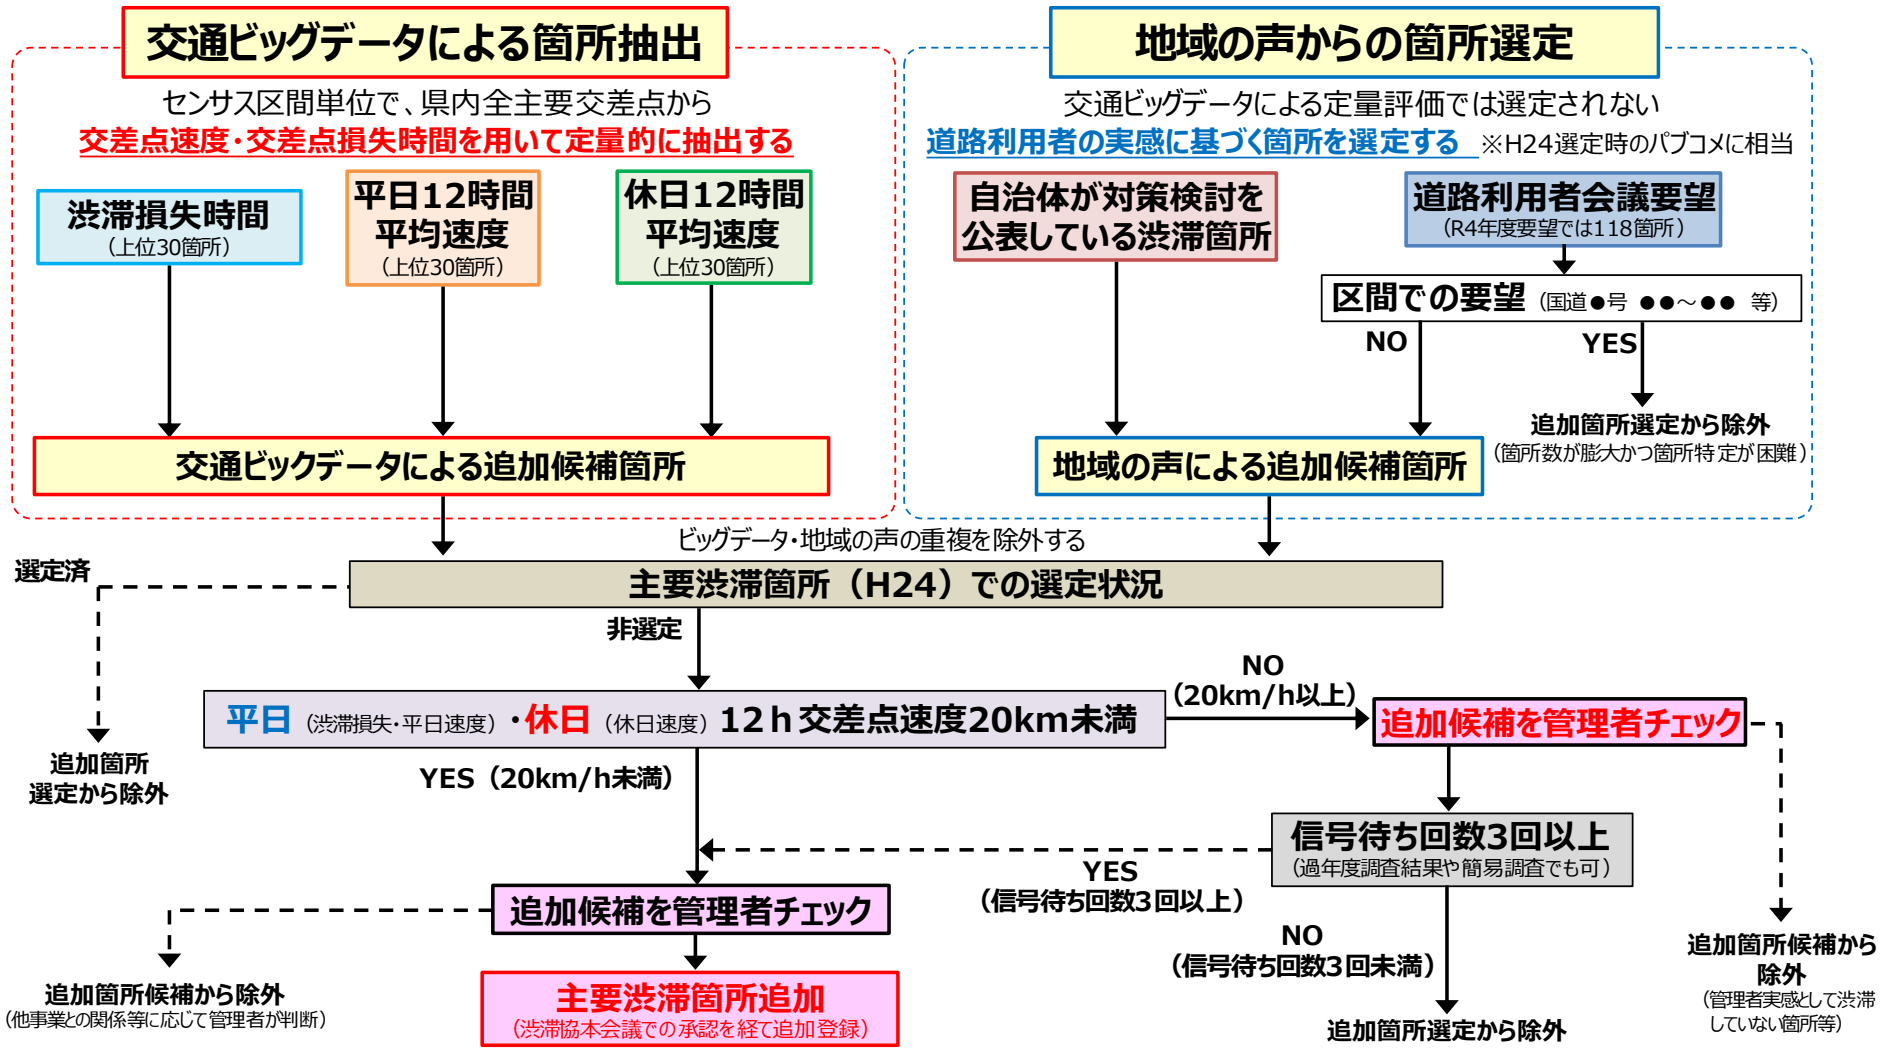 交通ビッグデータによる箇所抽出
センサス区間単位で、県内全主要交差点から
交差点速度・交差点損失時間を用いて定量的に抽出する
渋滞損失時間
（上位30箇所）
平日12時間
平均速度
（上位30箇所）
休日12時間
平均速度
（上位30箇所）
交通ビックデータによる追加候補箇所
地域の声からの箇所選定
交通ビッグデータによる定量評価では選定されない
道路利用者の実感に基づく箇所を選定する ※H24選定時のパブコメに相当
自治体が対策検討を
公表している渋滞箇所
道路利用者会議要望
（R4年度要望では118箇所）
区間での要望（国道●号 ●●～●● 等）
NO
YES
追加箇所選定から除外
（箇所数が膨大かつ箇所特定が困難）
地域の声による追加候補箇所
ビッグデータ・地域の声の重複を除外する
選定済
主要渋滞箇所（H24）での選定状況
非選定
追加箇所
選定から除外
平日（渋滞損失・平日速度）・休日（休日速度）12ｈ交差点速度20km未満
NO
（20km/h以上）
追加候補を管理者チェック
YES（20km/h未満）
信号待ち回数3回以上
（過年度調査結果や簡易調査でも可）
YES
（信号待ち回数3回以上）
追加候補を管理者チェック
NO
（信号待ち回数3回未満）
追加箇所候補から
除外
（管理者実感として渋滞
していない箇所等）
追加箇所候補から除外
（他事業との関係等に応じて管理者が判断）
主要渋滞箇所追加
（渋滞協本会議での承認を経て追加登録）
追加箇所選定から除外